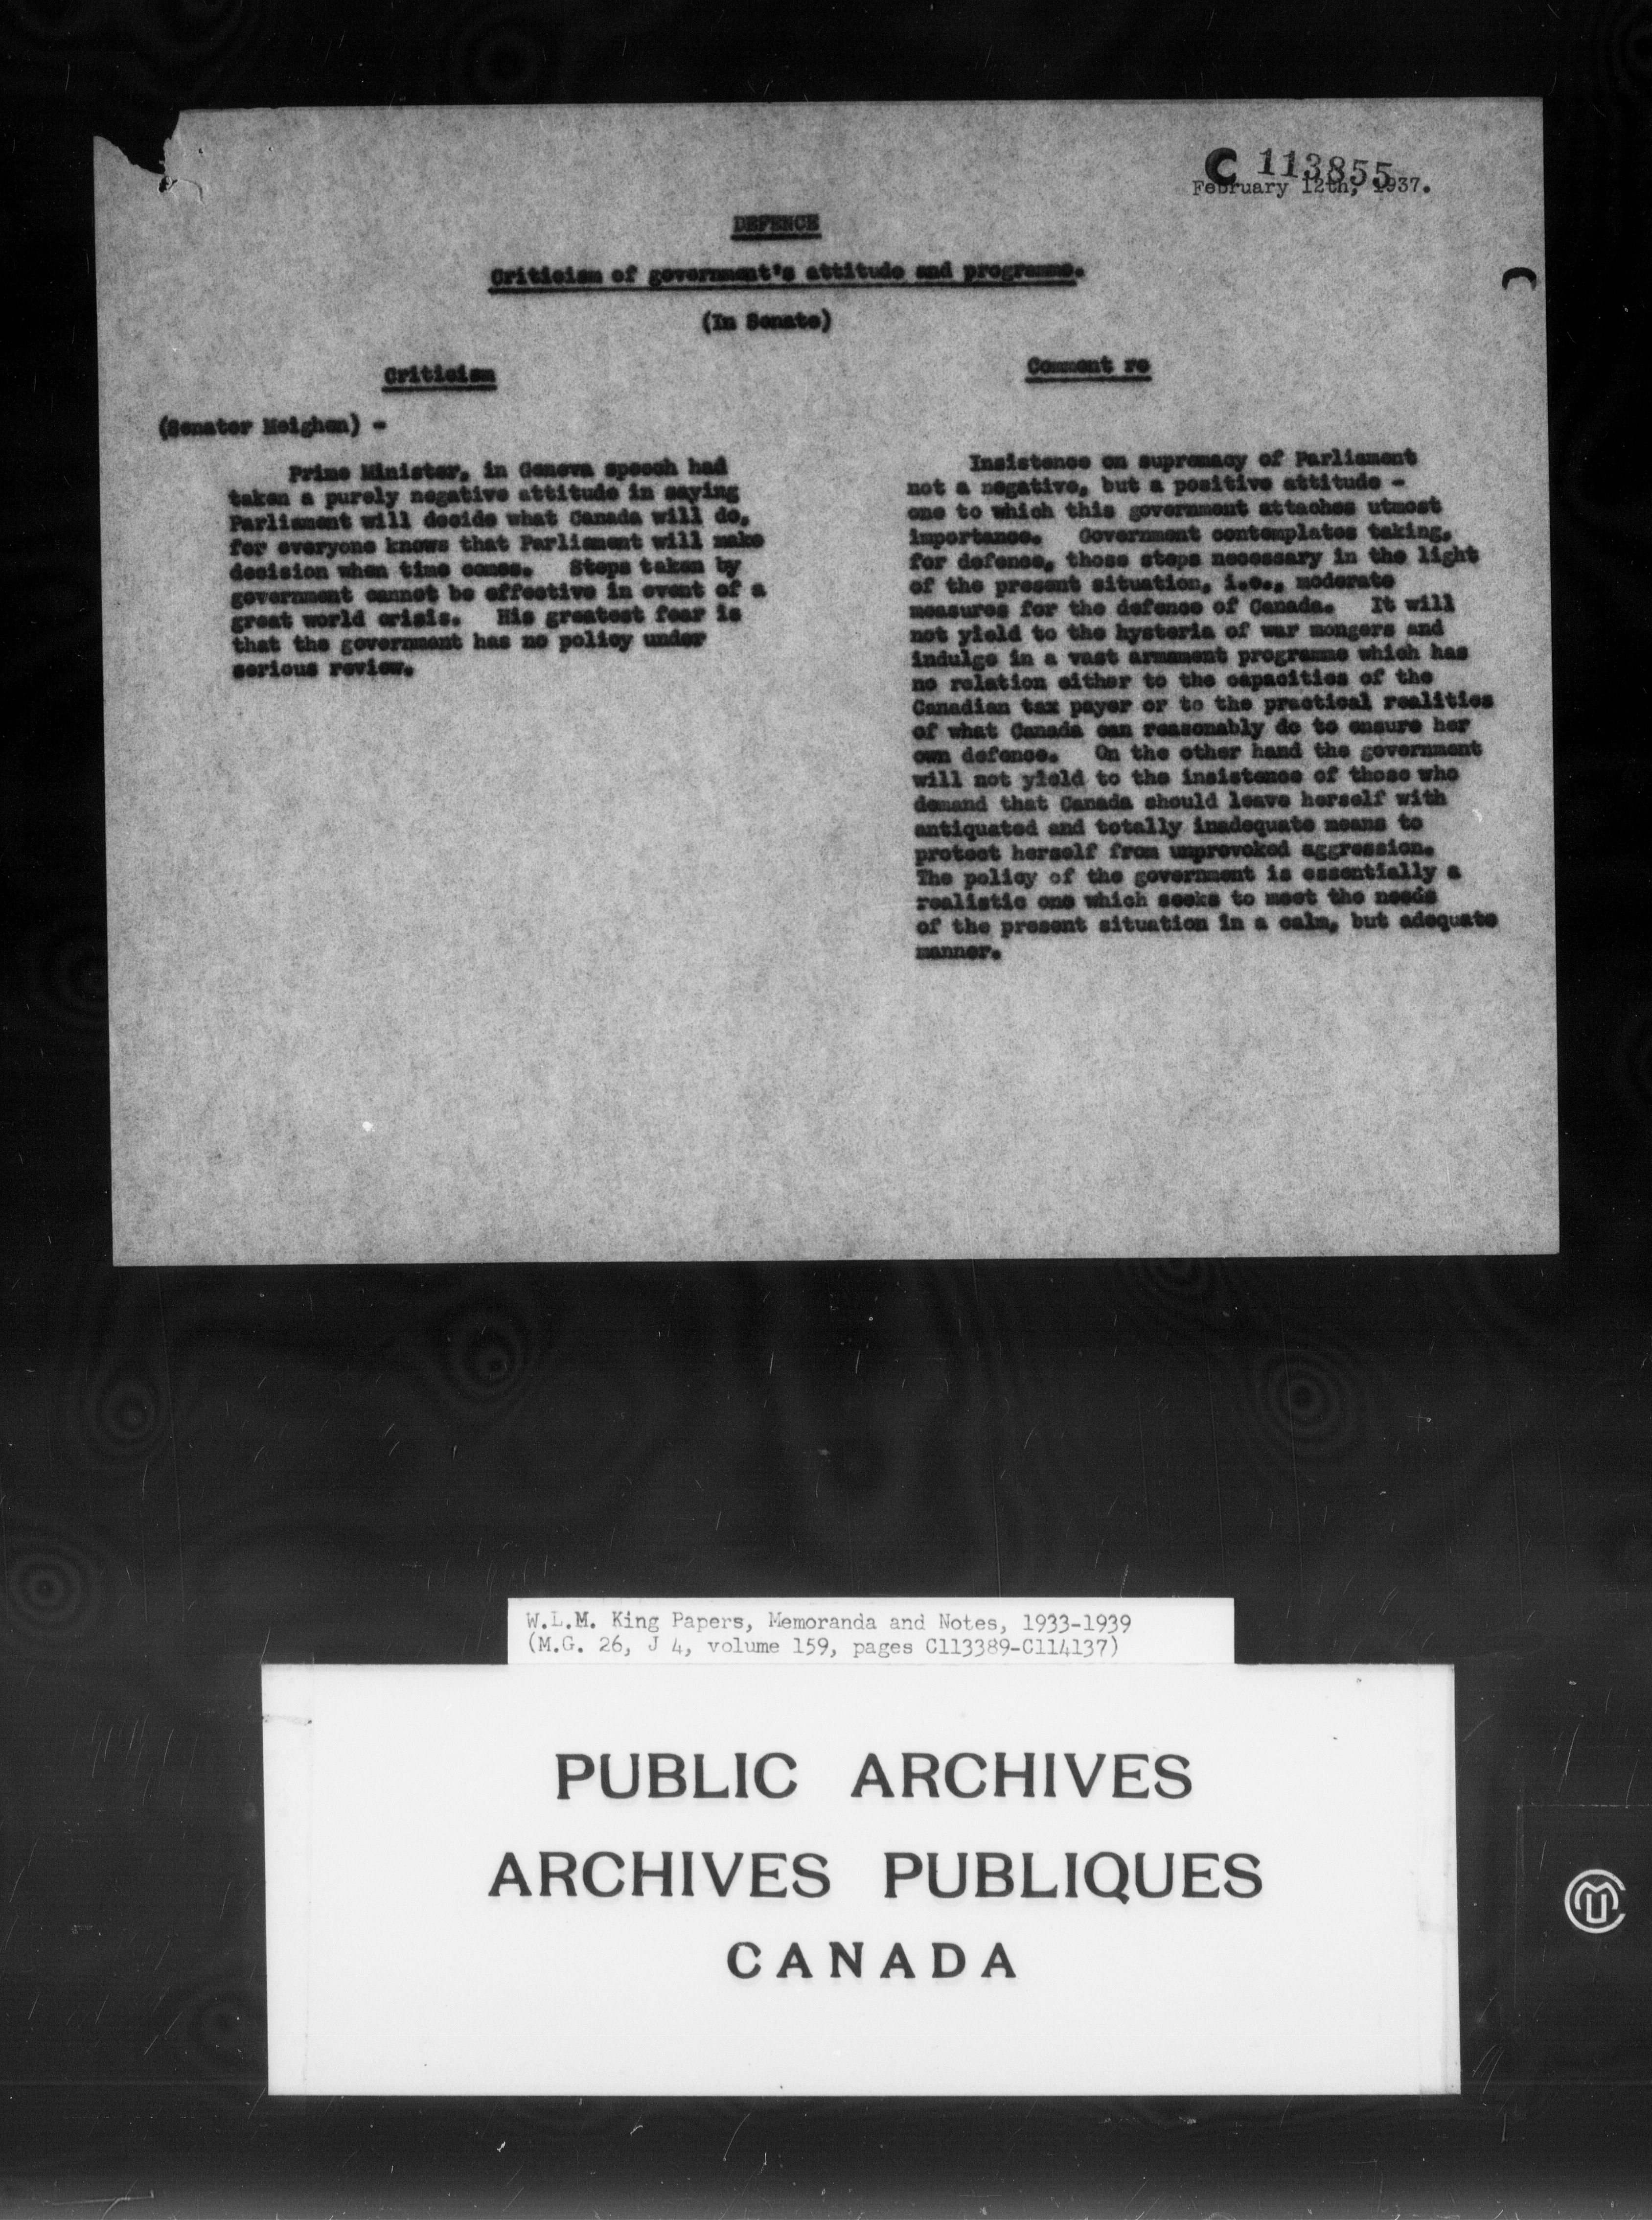 C 113855
February 12th, 1937.
DEFENCE
Criticism of government's attitude and programme.
(In Senate)
Criticism
(Senator Meighen) -
Prime Minister, in Geneva speech had
taken a purely negative attitude in saying
Parliament will decide what Canada will do,
for everyone knows that Parliament will make
decision when time comes. Steps taken by
government cannot be effective in event of a
great world crisis. His greatest fear is
that the government has no policy under
serious review.
Comment re
Insistence on supremacy of Parliament
not a negative, but a positive attitude -
one to which this government attaches utmost
importance. Government contemplates taking,
for defence, those steps necessary in the light
of the present situation, i.e., moderate
measures for the defence of Canada. It will
not yield to the hysteria of war mongers and
indulge in a vast armament programme which has
no relation either to the capacities of the
Canadian tax payer or to the practical realities
of what Canada can reasonably do to ensure her
own defence. On the other hand the government
will not yield to the insistence of those who
demand that Canada should leave herself with
antiquated and totally inadequate means to
protect herself from unprovoked aggression.
The policy of the government is essentially a
realistic one which seeks to meet the needs
of the present situation in a calm, but adequate
manner.
W.L.M. King Papers, Memoranda and Notes, 1933-1939
(M.G. 26, J 4, volume 159, pages C113389-C114137)
PUBLIC ARCHIVES
ARCHIVES PUBLIQUES
CANADA